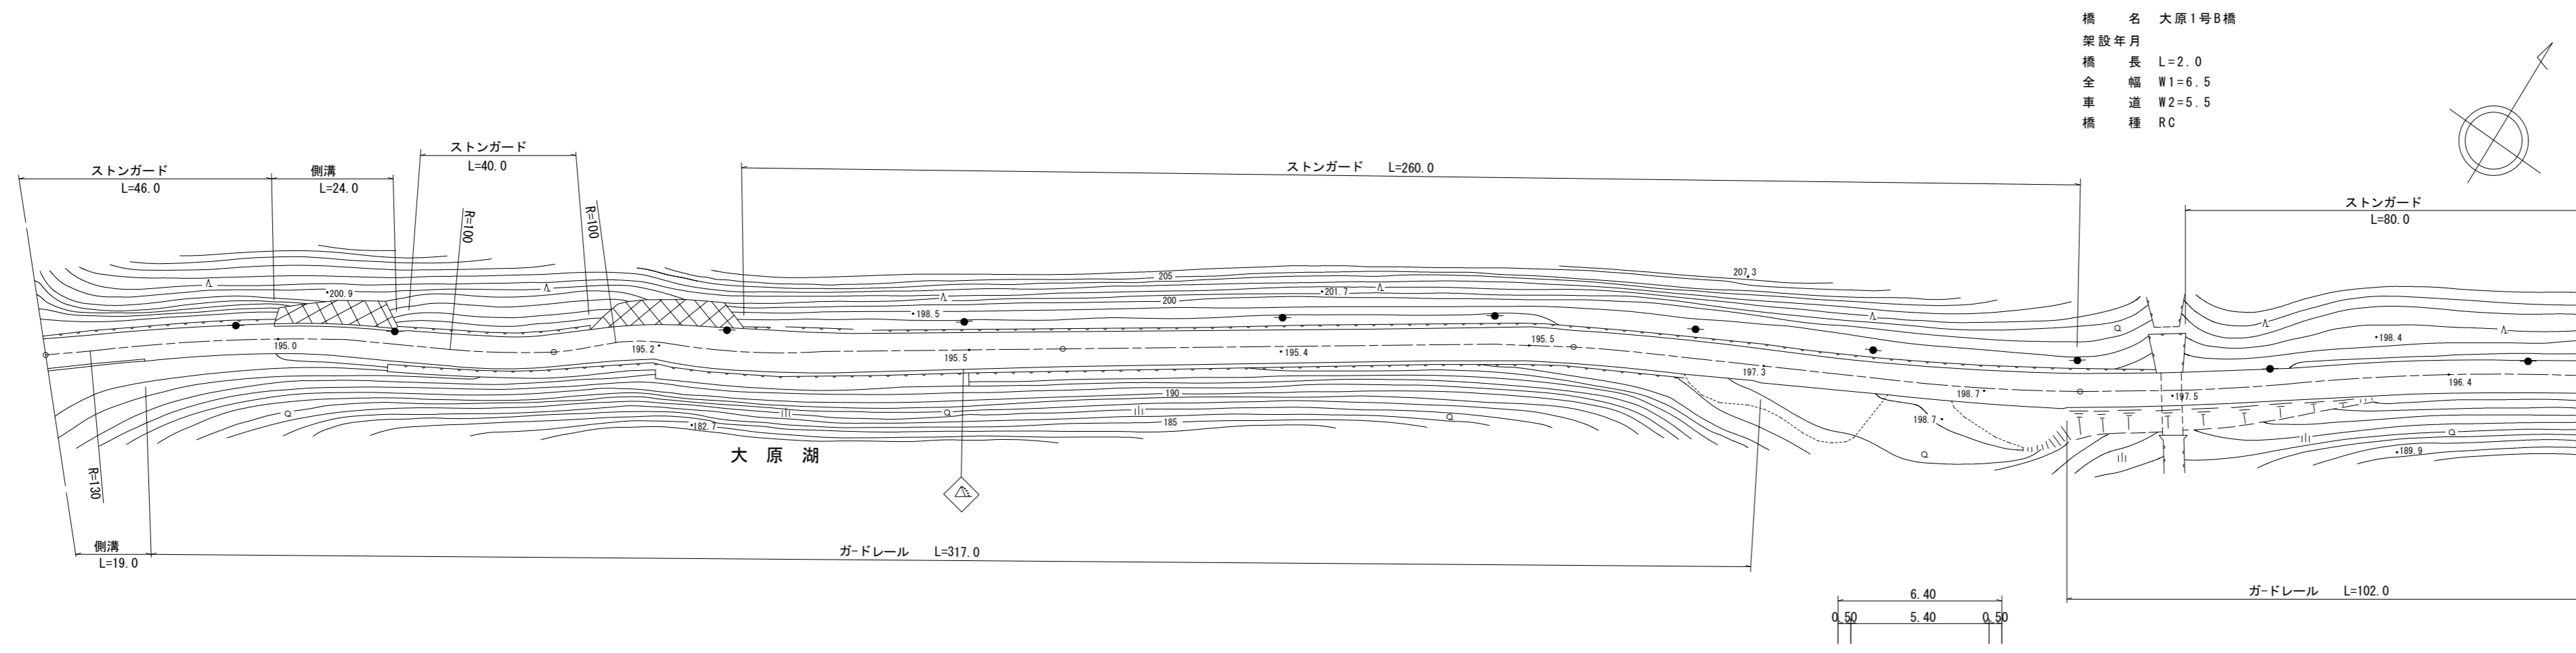 橋　名 大原1号B橋
架設年月
橋　長 L=2.0
全　幅 W1=6.5
車　道 W2=5.5
橋　種 RC
ストンガード
L=46.0
側溝
L=24.0
ストンガード
L=40.0
ストンガード L=260.0
ストンガード
L=80.0
R=100
R=100
205
207.3
200.9
201.7
200
198.5
198.4
195.0
195.2
195.5
195.4
195.5
197.3
198.7
197.5
196.4
190
185
182.7
198.7
189.9
大原湖
R=130
側溝
L=19.0
ガードレール L=317.0
ガードレール L=102.0
6.40
0.50 5.40 0.50